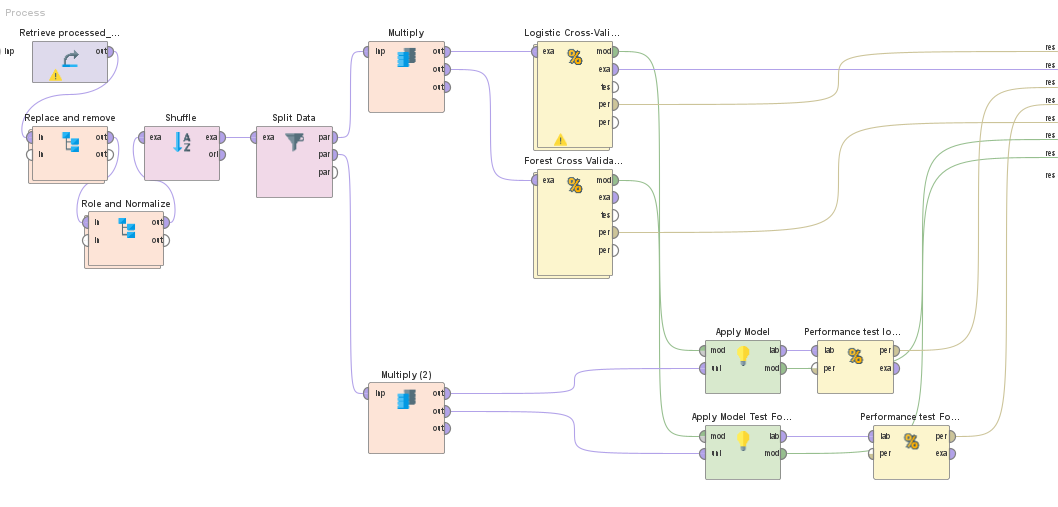 Process
Retrieve processed_...
inp
out
Replace and remove
in
out
in
out
Role and Normalize
in
out
in
out
Shuffle
exa
exa
ori
Split Data
exa
par
par
par
Multiply
inp
out
out
out
Logistic Cross-Vali...
exa
mod
exa
tes
per
per
Forest Cross Valida...
exa
mod
exa
tes
per
per
Multiply (2)
inp
out
out
out
Apply Model
mod
lab
unl
mod
Performance test lo...
lab
per
per
exa
Apply Model Test Fo...
mod
lab
unl
mod
Performance test Fo...
lab
per
per
exa
res
res
res
res
res
res
res
res